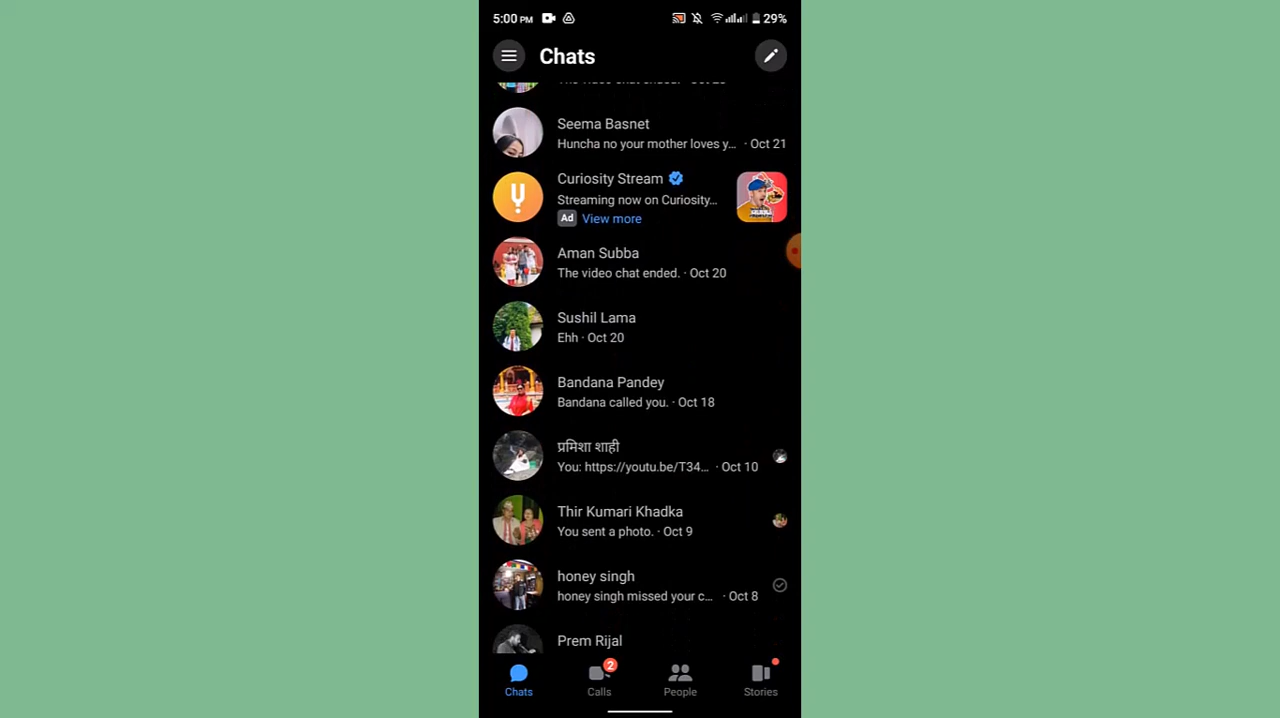 5:00 PM 29%
Chats
Seema Basnet
Huncha no your mother loves y... · Oct 21
Curiosity Stream
Streaming now on Curiosity...
Ad View more
Aman Subba
The video chat ended. · Oct 20
Sushil Lama
Ehh · Oct 20
Bandana Pandey
Bandana called you. · Oct 18
प्रमिशा शाही
You: https://youtu.be/T34... · Oct 10
Thir Kumari Khadka
You sent a photo. · Oct 9
honey singh
honey singh missed your c... · Oct 8
Prem Rijal
2
Chats Calls People Stories